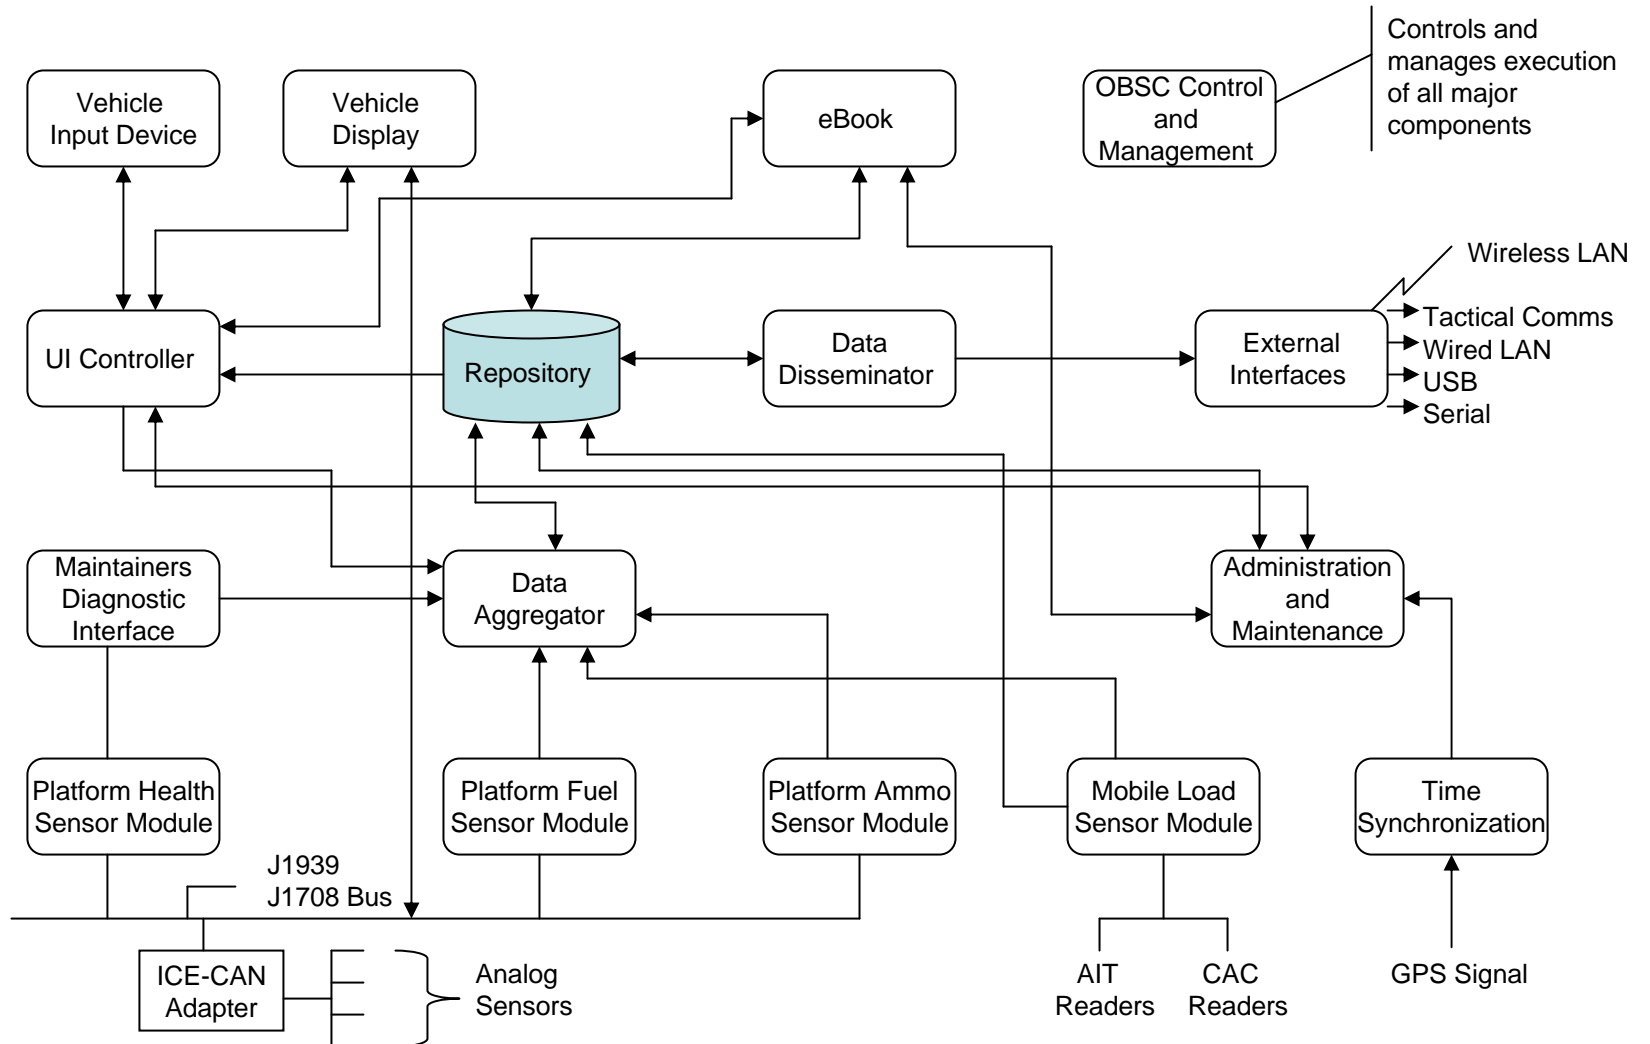 Controls and
manages execution
of all major
components
Vehicle
Input Device
Vehicle
Display
eBook
OBSC Control
and
Management
Wireless LAN
UI Controller
Repository
Data
Disseminator
External
Interfaces
Tactical Comms
Wired LAN
USB
Serial
Maintainers
Diagnostic
Interface
Data
Aggregator
Administration
and
Maintenance
Platform Health
Sensor Module
Platform Fuel
Sensor Module
Platform Ammo
Sensor Module
Mobile Load
Sensor Module
Time
Synchronization
J1939
J1708 Bus
ICE-CAN
Adapter
Analog
Sensors
AIT
Readers
CAC
Readers
GPS Signal